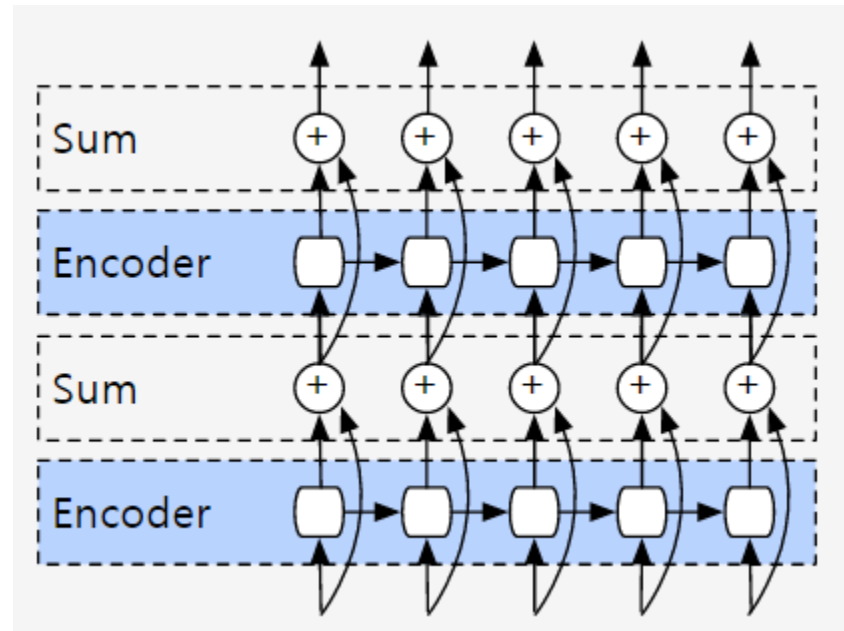 Sum
+ + + + +
Encoder
Sum
+ + + + +
Encoder